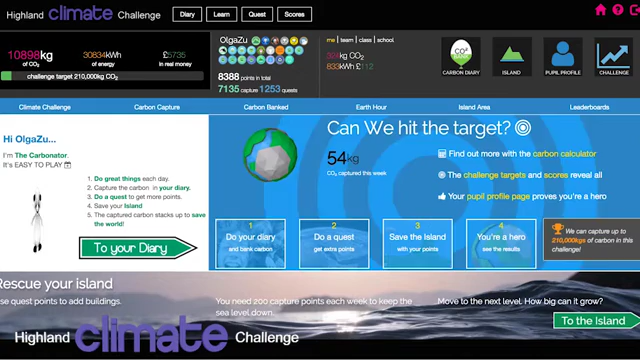 Highland climate Challenge
Diary
Learn
Quest
Scores
10898kg
of CO2
30834kWh
of energy
£5735
in real money
challenge target 210,000kg CO2
OlgaZu
8388 points in total
7135 capture 1253 quests
me | team | class | school.
kg CO2
833kWh £112
CO2
CARBON DIARY
ISLAND
PUPIL PROFILE
CHALLENGE
Climate Challenge
Carbon Capture
Carbon Banked
Earth Hour
Island Area
Leaderboards
Hi OlgaZu...
I'm The Carbonator.
It's EASY TO PLAY
1. Do great things each day.
2. Capture the carbon in your diary.
3. Do a quest to get more points.
4. Save your Island
5. The captured carbon stacks up to save
the world!
To your Diary
Can We hit the target?
54kg
CO2 captured this week
Find out more with the carbon calculator
The challenge targets and scores reveal all
Your pupil profile page proves you're a hero
1
Do your diary
and bank carbon
2
Do a quest
get extra points
3
Save the Island
with your points
4
You're a hero
see the results
We can capture up to
210,000kgs of carbon in this
challenge!
Rescue your island
se quest points to add buildings.
You need 200 capture points each week to keep the
sea level down.
Move to the next level. How big can it grow?
To the Island
Highland climate Challenge